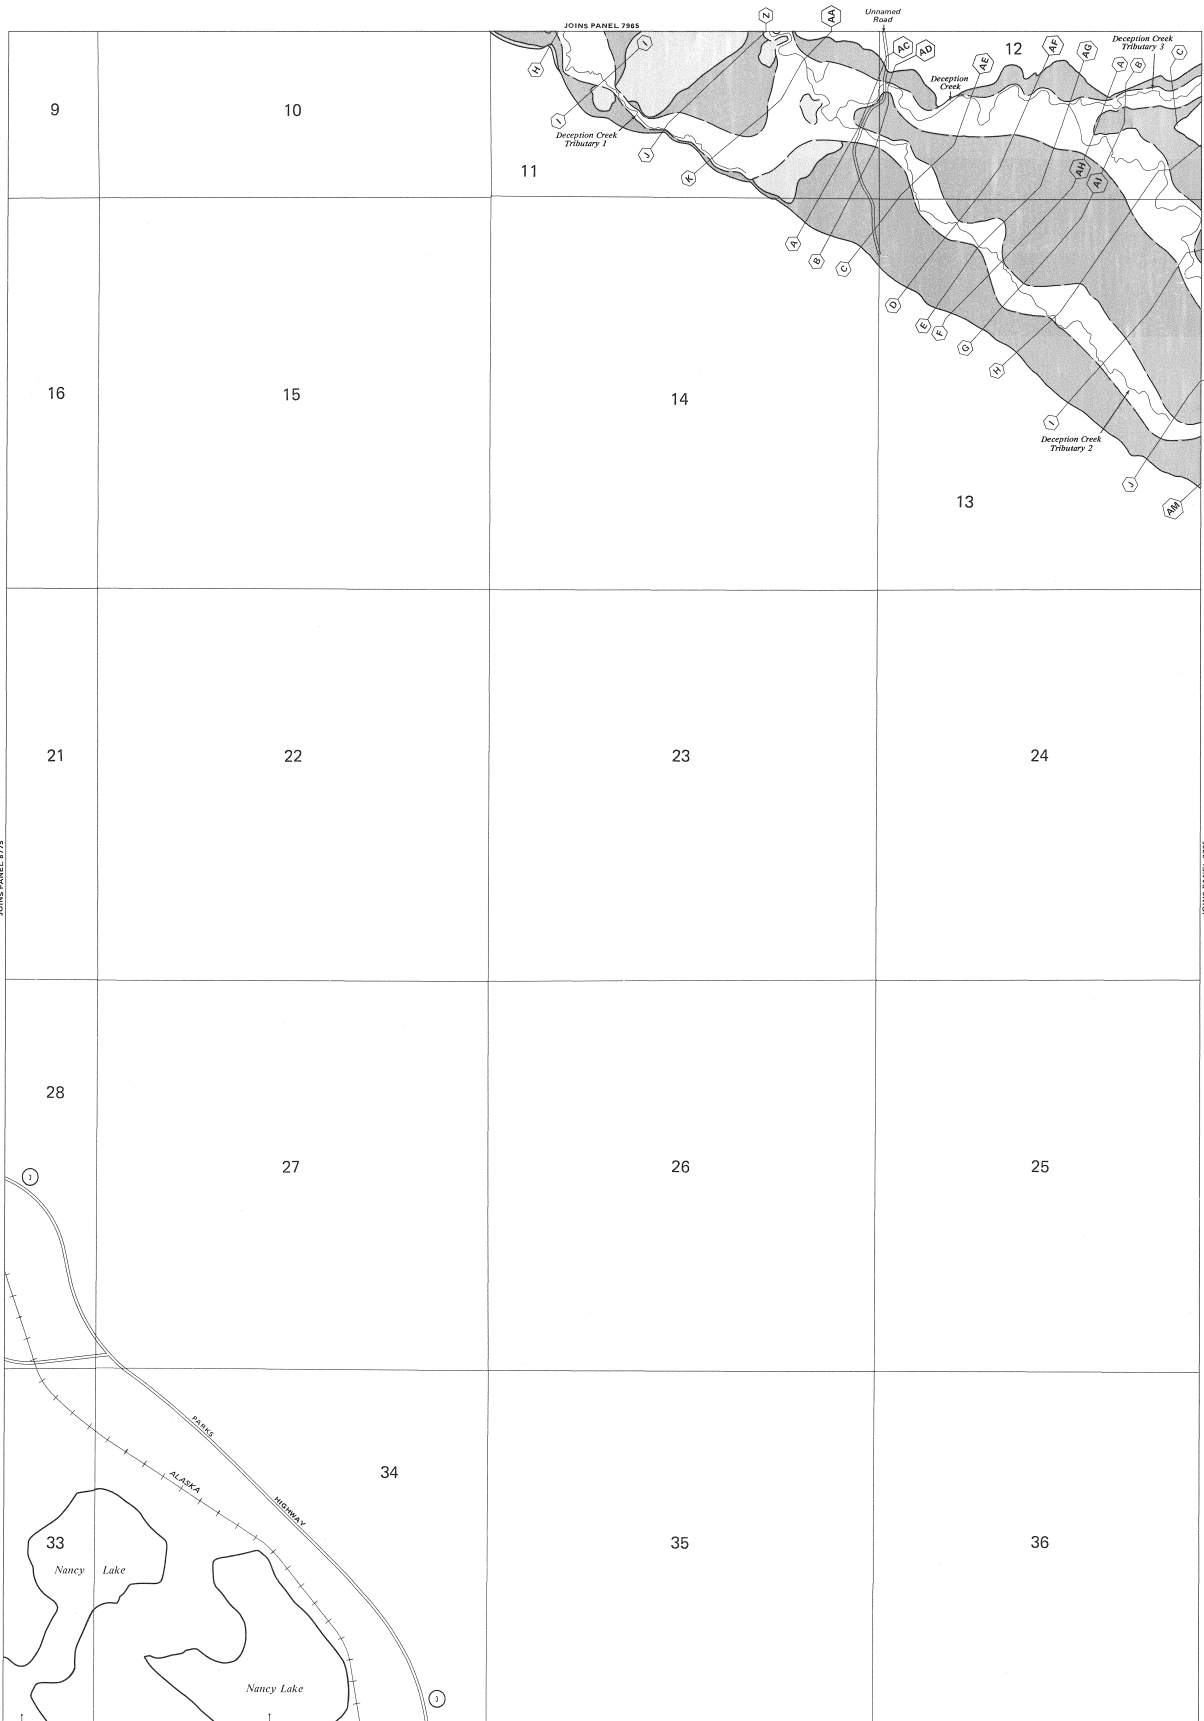 JOINS PANEL 7965
Unnamed
Road
Z
AA
AC
AD
AE
12
AF
AG
Deception Creek
Tributary 3
A
B
C
H
I
Deception
Creek
9
10
I
Deception Creek
Tributary 1
J
11
K
AH
AI
A
B
C
D
E
F
G
H
I
Deception Creek
Tributary 2
J
AM
16
15
14
13
21
22
23
24
28
27
26
25
3
PARKS
HIGHWAY
ALASKA
34
33
Nancy Lake
35
36
Nancy Lake
3